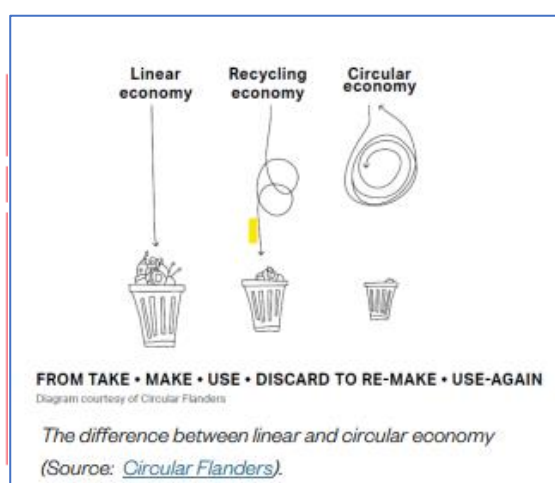 Linear economy
Recycling economy
Circular economy
FROM TAKE • MAKE • USE • DISCARD TO RE-MAKE • USE-AGAIN
Diagram courtesy of Circular Flanders
The difference between linear and circular economy
(Source: Circular Flanders).